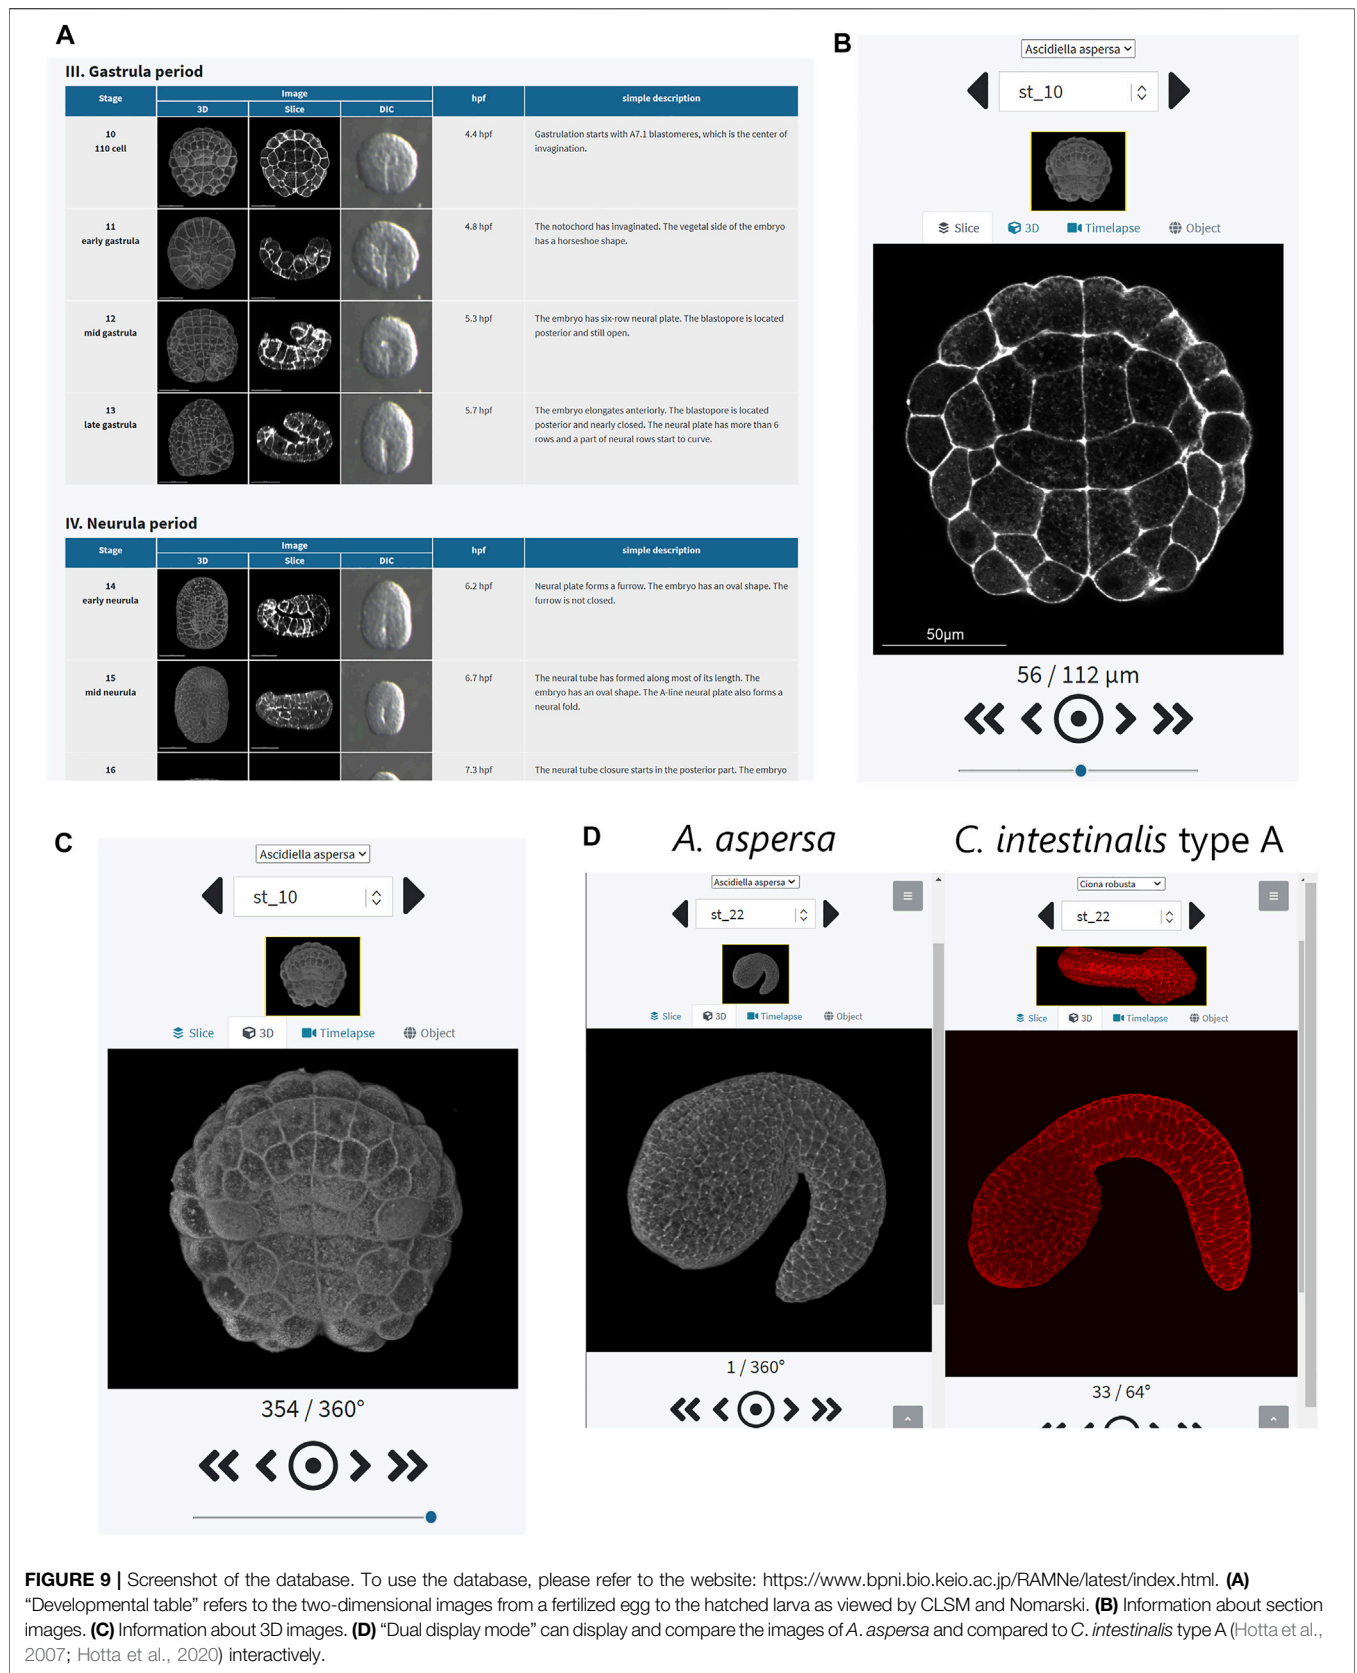 A
III. Gastrula period
Stage
Image
hpf
simple description
3D
Slice
DIC
10
110 cell
4.4 hpf
Gastrulation starts with A7.1 blastomeres, which is the center of
invagination.
11
early gastrula
4.8 hpf
The notochord has invaginated. The vegetal side of the embryo
has a horseshoe shape.
12
mid gastrula
5.3 hpf
The embryo has six-row neural plate. The blastopore is located
posterior and still open.
13
late gastrula
5.7 hpf
The embryo elongates anteriorly. The blastopore is located
posterior and nearly closed. The neural plate has more than 6
rows and a part of neural rows start to curve.
IV. Neurula period
Stage
Image
hpf
simple description
3D
Slice
DIC
14
early neurula
6.2 hpf
Neural plate forms a furrow. The embryo has an oval shape. The
furrow is not closed.
15
mid neurula
6.7 hpf
The neural tube has formed along most of its length. The
embryo has an oval shape. The A-line neural plate also forms a
neural fold.
16
7.3 hpf
The neural tube closure starts in the posterior part. The embryo
B
Ascidiella aspersa
st_10
Slice 3D Timelapse Object
50µm
56 / 112 µm
C
Ascidiella aspersa
st_10
Slice 3D Timelapse Object
354 / 360°
D
A. aspersa
C. intestinalis type A
Ascidiella aspersa
st_22
Slice 3D Timelapse Object
1 / 360°
Ciona robusta
st_22
Slice 3D Timelapse Object
33 / 64°
FIGURE 9 | Screenshot of the database. To use the database, please refer to the website: https://www.bpni.bio.keio.ac.jp/RAMNe/latest/index.html. (A)
“Developmental table” refers to the two-dimensional images from a fertilized egg to the hatched larva as viewed by CLSM and Nomarski. (B) Information about section
images. (C) Information about 3D images. (D) “Dual display mode” can display and compare the images of A. aspersa and compared to C. intestinalis type A (Hotta et al.,
2007; Hotta et al., 2020) interactively.